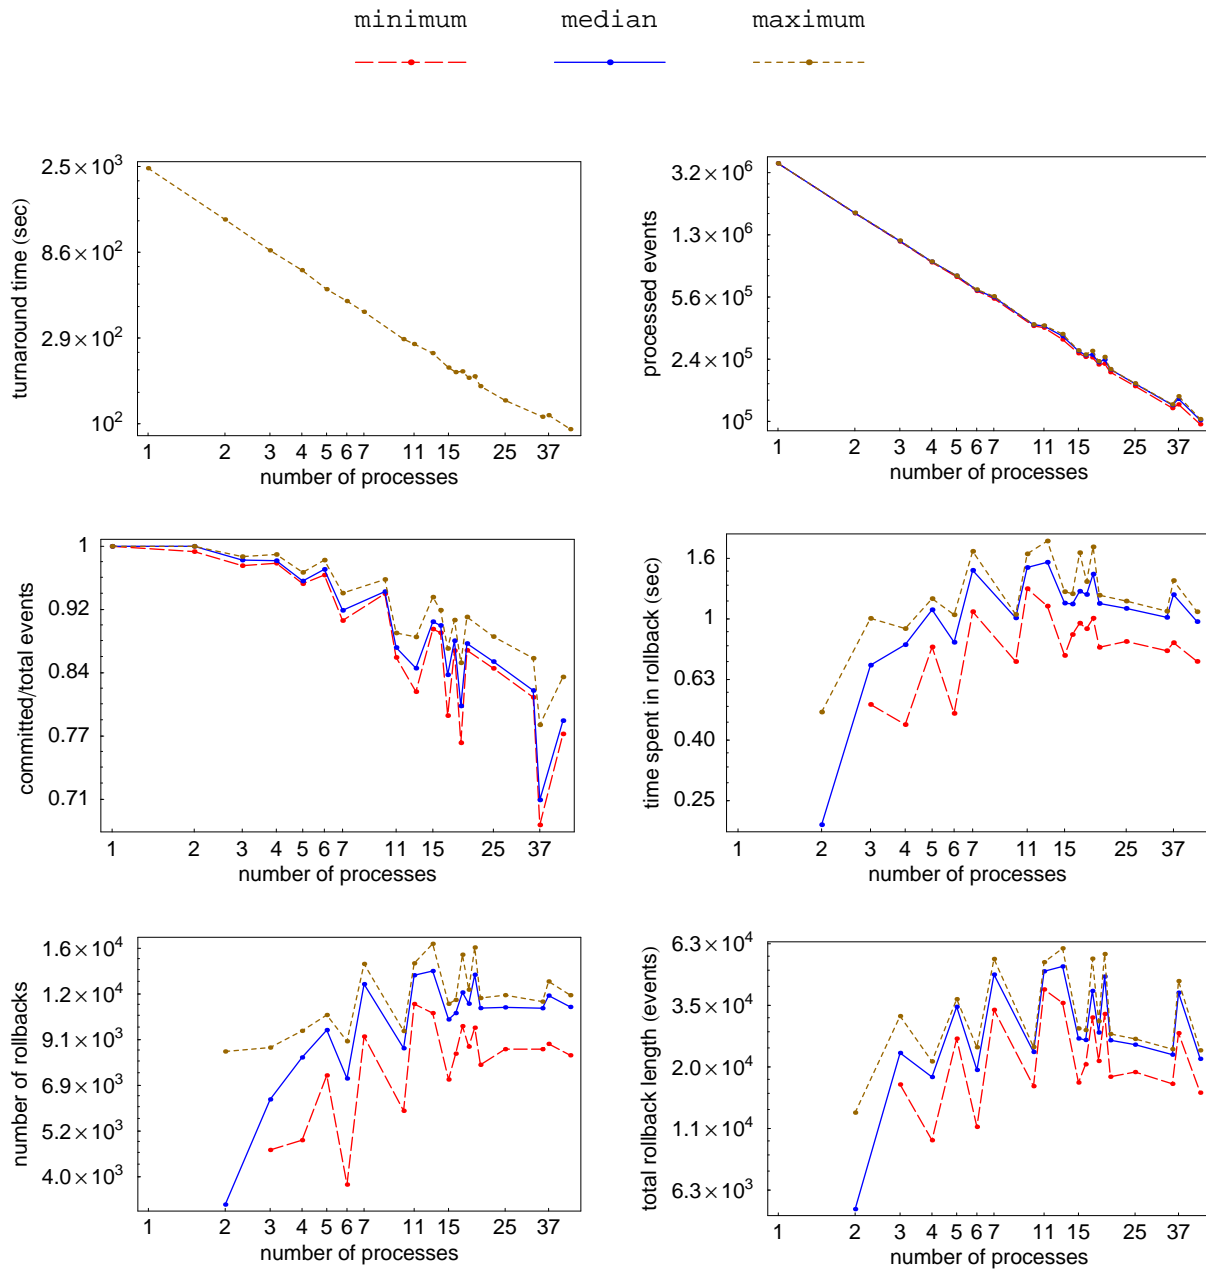 minimum median maximum
turnaround time (sec)
2.5×10³
8.6×10²
2.9×10²
10²
1 2 3 4 5 6 7 11 15 25 37
number of processes
processed events
3.2×10⁶
1.3×10⁶
5.6×10⁵
2.4×10⁵
10⁵
1 2 3 4 5 6 7 11 15 25 37
number of processes
committed/total events
1
0.92
0.84
0.77
0.71
1 2 3 4 5 6 7 11 15 25 37
number of processes
time spent in rollback (sec)
1.6
1
0.63
0.40
0.25
1 2 3 4 5 6 7 11 15 25 37
number of processes
number of rollbacks
1.6×10⁴
1.2×10⁴
9.1×10³
6.9×10³
5.2×10³
4.0×10³
1 2 3 4 5 6 7 11 15 25 37
number of processes
total rollback length (events)
6.3×10⁴
3.5×10⁴
2.0×10⁴
1.1×10⁴
6.3×10³
1 2 3 4 5 6 7 11 15 25 37
number of processes